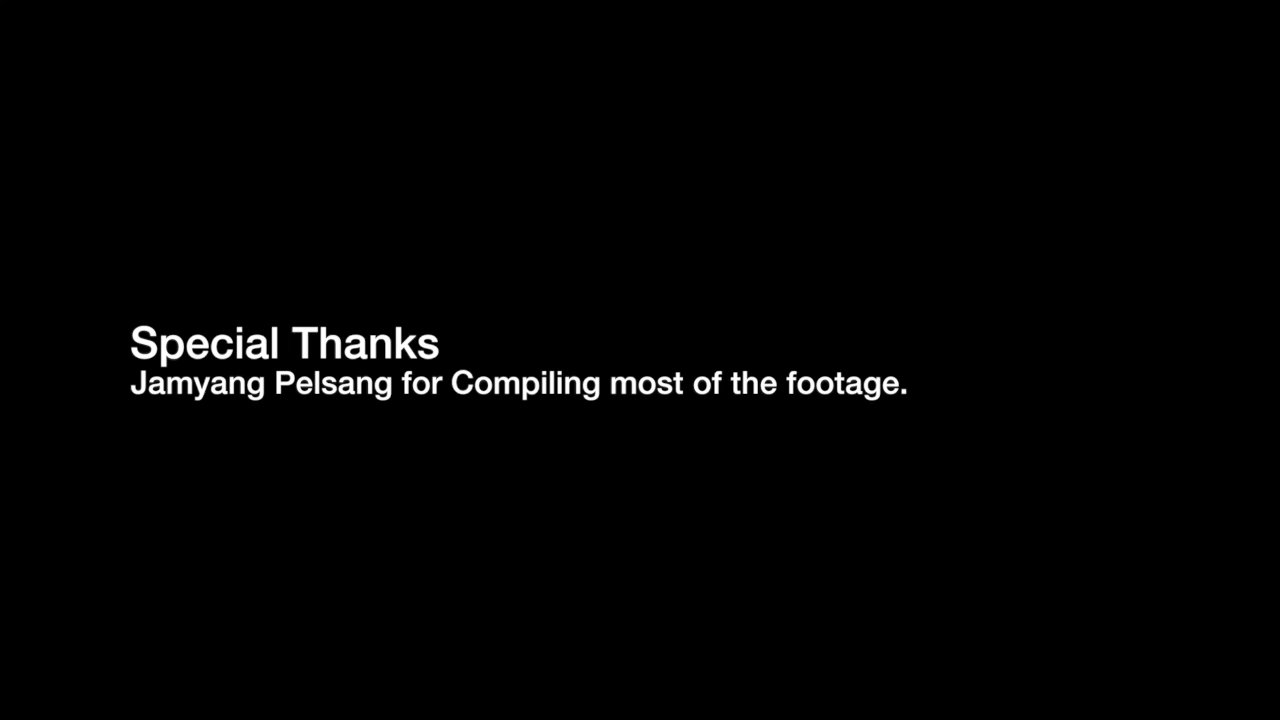 Special Thanks
Jamyang Pelsang for Compiling most of the footage.